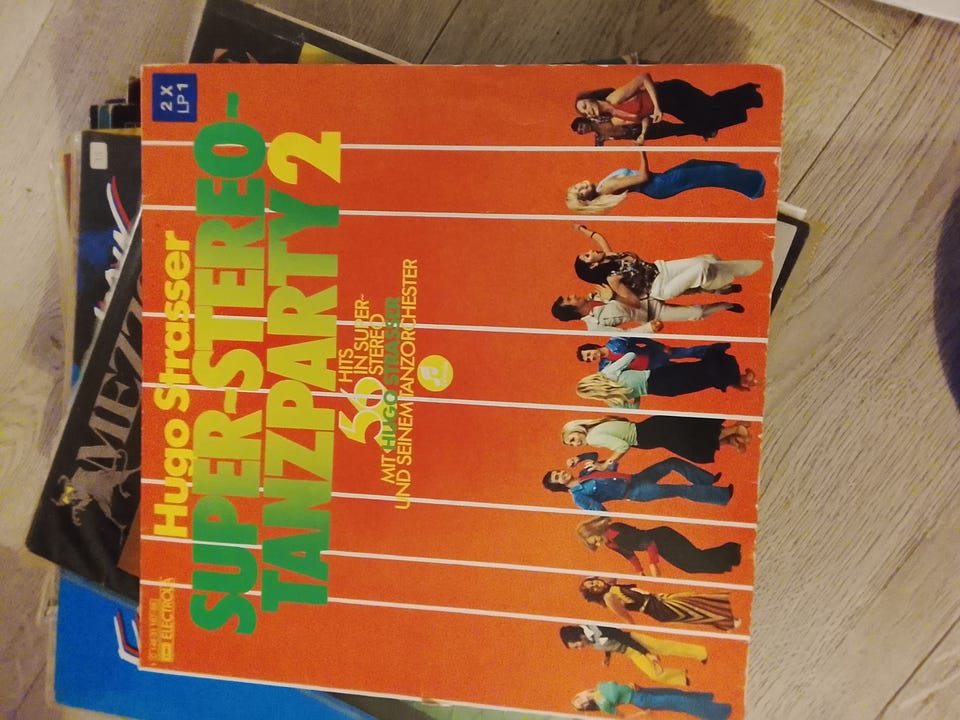 2 X
LP 1
Hugo Strasser
SUPER-STEREO-
TANZPARTY 2
56 HITS
IN SUPER-
STEREO
MIT HUGO STRASSER
UND SEINEM TANZORCHESTER
ELECTROLA